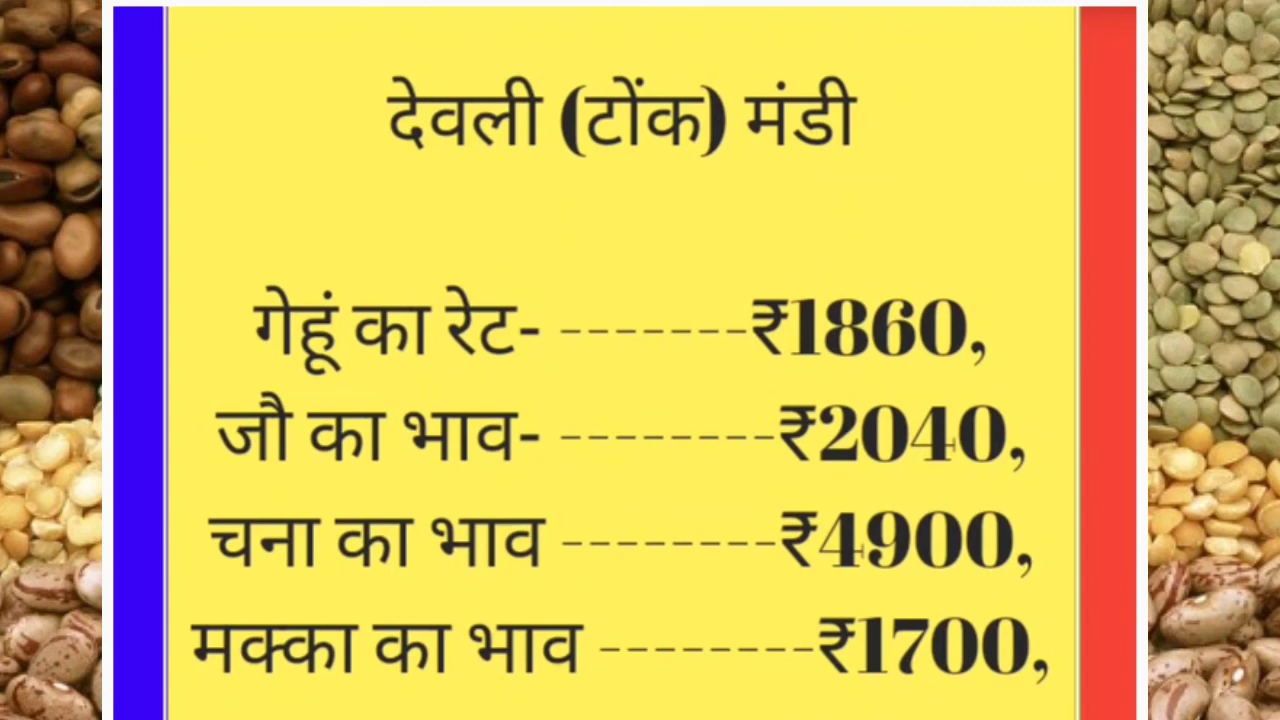 देवली (टोंक) मंडी
गेहूं का रेट- -------₹1860,
जौ का भाव- --------₹2040,
चना का भाव --------₹4900,
मक्का का भाव --------₹1700,